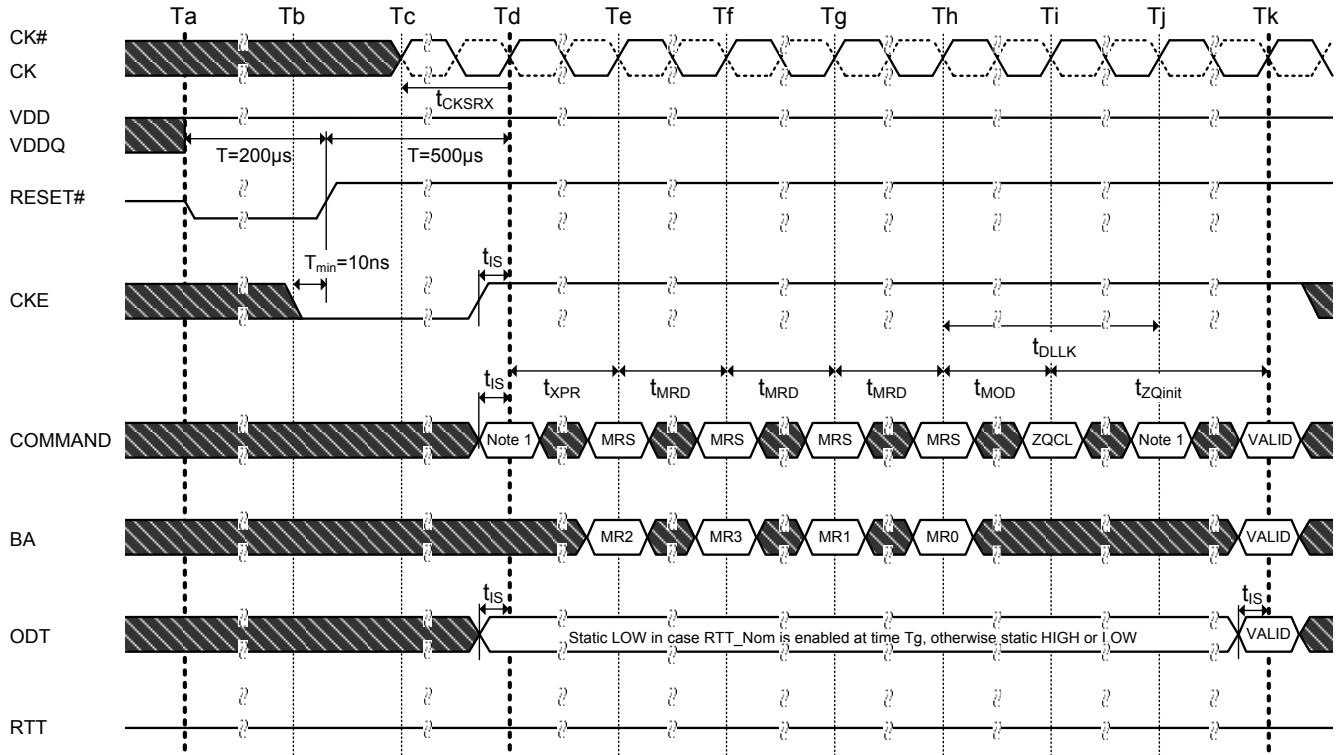 Ta Tb Tc Td Te Tf Tg Th Ti Tj Tk
CK#
CK
tCKSRX
VDD
VDDQ
T=200µs T=500µs
RESET#
Tmin=10ns tIS
CKE
tDLLK
tIS tXPR tMRD tMRD tMRD tMOD tZQinit
COMMAND Note 1 MRS MRS MRS MRS ZQCL Note 1 VALID
BA MR2 MR3 MR1 MR0 VALID
tIS tIS
ODT Static LOW in case RTT_Nom is enabled at time Tg, otherwise static HIGH or LOW VALID
RTT